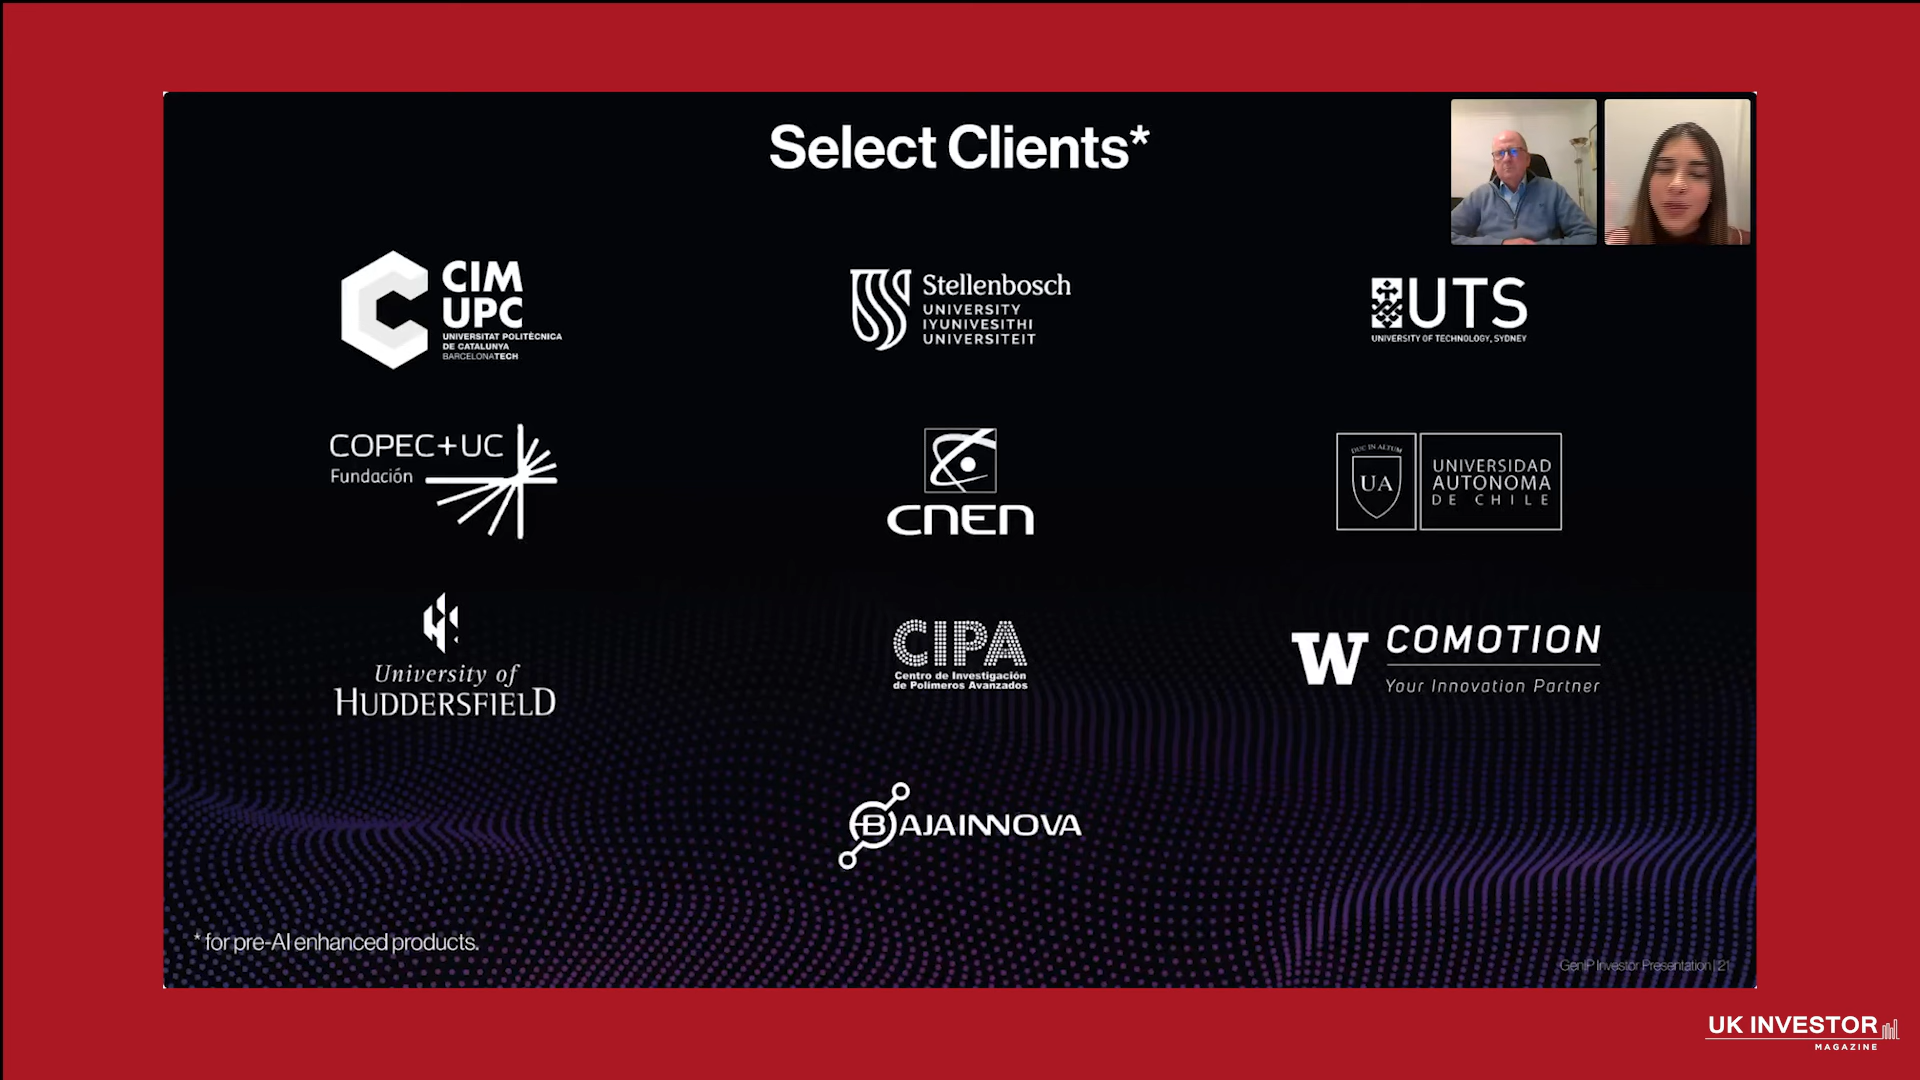 Select Clients*
CIM
UPC
UNIVERSITAT POLITÈCNICA
DE CATALUNYA
BARCELONATECH
Stellenbosch
UNIVERSITY
IYUNIVESITHI
UNIVERSITEIT
UTS
UNIVERSITY OF TECHNOLOGY, SYDNEY
COPEC+UC
Fundación
CNEN
DUC IN ALTUM
UA
UNIVERSIDAD
AUTONOMA
DE CHILE
University of
HUDDERSFIELD
CIPA
Centro de Investigación
de Polímeros Avanzados
W
COMOTION
Your Innovation Partner
BAJAINNOVA
* for pre-AI enhanced products.
GenIP Investor Presentation | 21
UK INVESTOR
MAGAZINE